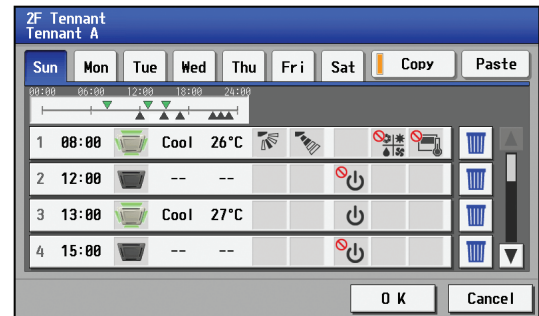 2F Tennant
Tennant A
Sun Mon Tue Wed Thu Fri Sat Copy Paste
00:00 06:00 12:00 18:00 24:00
1 08:00 Cool 26°C
2 12:00 -- --
3 13:00 Cool 27°C
4 15:00 -- --
OK Cancel